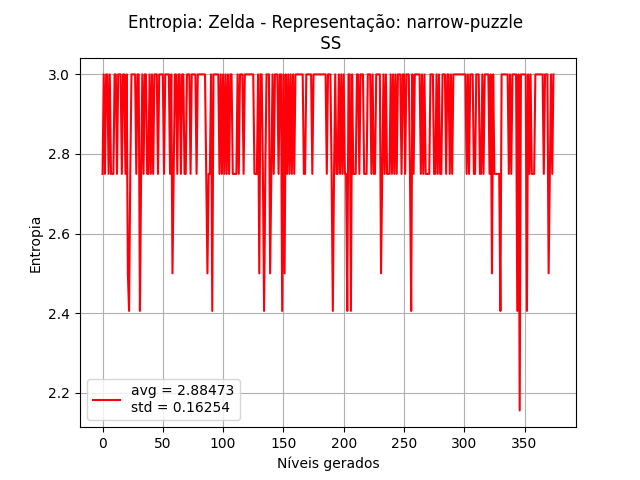 Entropia: Zelda - Representação: narrow-puzzle
SS
3.0
2.8
2.6
2.4
2.2
Entropia
avg = 2.88473
std = 0.16254
0 50 100 150 200 250 300 350
Níveis gerados